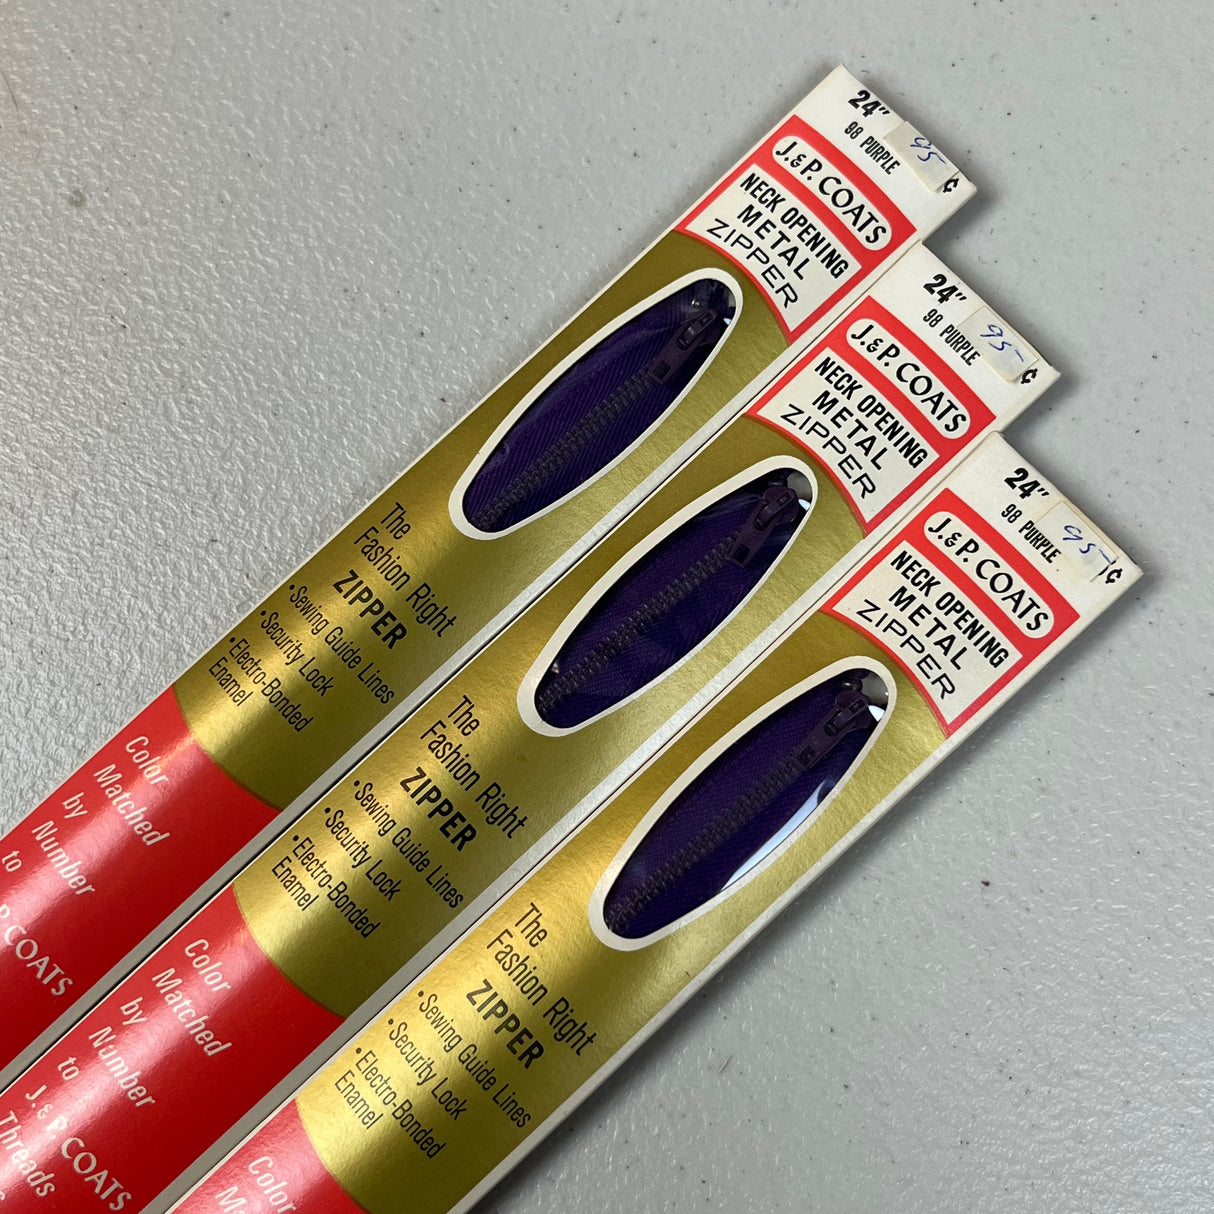 24"
98 PURPLE
95 ¢
J.&P. COATS
NECK OPENING
METAL
ZIPPER
The
Fashion Right
ZIPPER
•Sewing Guide Lines
•Security Lock
•Electro-Bonded
Enamel
Color
Matched
by
Number
to
P. COATS
24"
98 PURPLE
95- ¢
J.&P. COATS
NECK OPENING
METAL
ZIPPER
The
Fashion Right
ZIPPER
•Sewing Guide Lines
•Security Lock
•Electro-Bonded
Enamel
Color
Matched
by
Number
to
J.&P. COATS
Threads
24"
98 PURPLE
95- ¢
J.&P. COATS
NECK OPENING
METAL
ZIPPER
The
Fashion Right
ZIPPER
•Sewing Guide Lines
•Security Lock
•Electro-Bonded
Enamel
Color